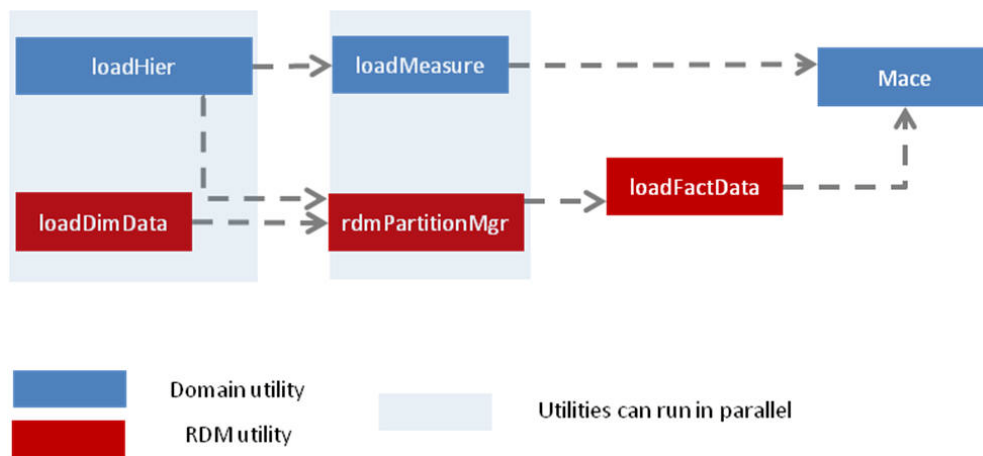 loadHier
loadMeasure
Mace
loadFactData
loadDimData
rdmPartitionMgr
Domain utility
Utilities can run in parallel
RDM utility